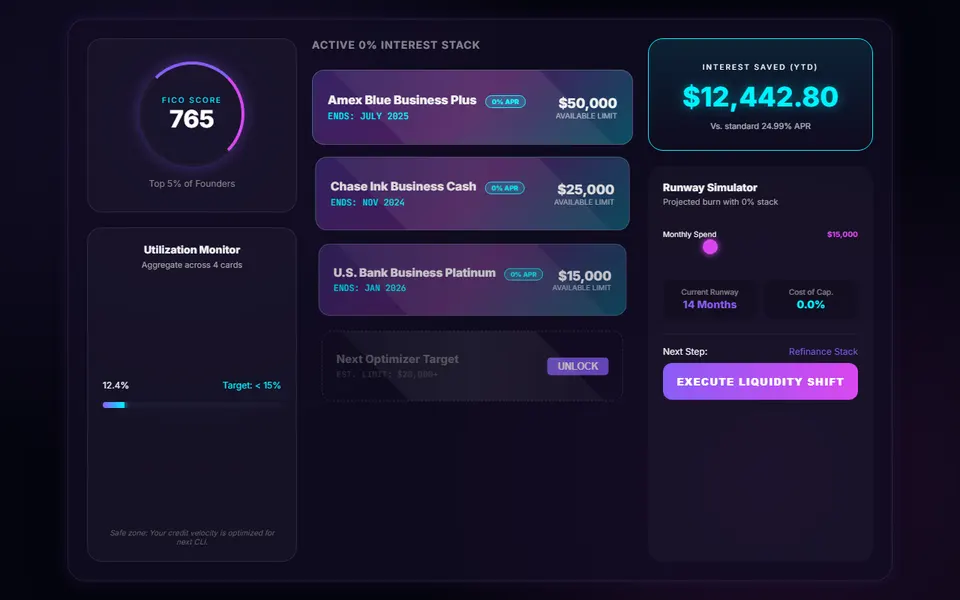 FICO SCORE
765
Top 5% of Founders
Utilization Monitor
Aggregate across 4 cards
12.4%
Target: < 15%
Safe zone: Your credit velocity is optimized for
next CLI.
ACTIVE 0% INTEREST STACK
Amex Blue Business Plus
0% APR
ENDS: JULY 2025
$50,000
AVAILABLE LIMIT
Chase Ink Business Cash
0% APR
ENDS: NOV 2024
$25,000
AVAILABLE LIMIT
U.S. Bank Business Platinum
0% APR
ENDS: JAN 2026
$15,000
AVAILABLE LIMIT
Next Optimizer Target
EST. LIMIT: $20,000+
UNLOCK
INTEREST SAVED (YTD)
$12,442.80
Vs. standard 24.99% APR
Runway Simulator
Projected burn with 0% stack
Monthly Spend
$15,000
Current Runway
14 Months
Cost of Cap.
0.0%
Next Step:
Refinance Stack
EXECUTE LIQUIDITY SHIFT